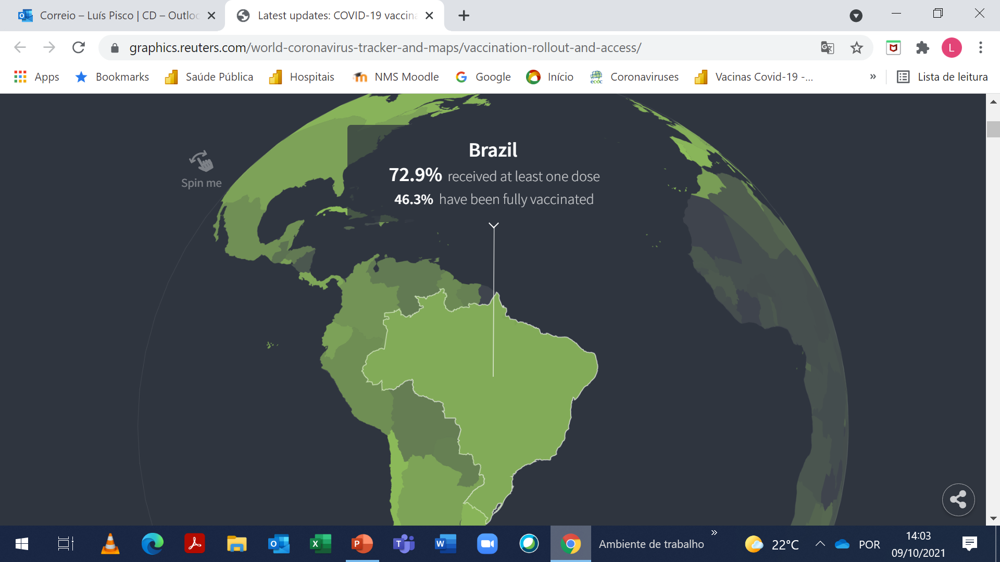 Correio – Luís Pisco | CD – Outloo
Latest updates: COVID-19 vaccina
graphics.reuters.com/world-coronavirus-tracker-and-maps/vaccination-rollout-and-access/
L
Apps
Bookmarks
Saúde Pública
Hospitais
NMS Moodle
Google
Início
ecdc
Coronaviruses
Vacinas Covid-19 -...
»
Lista de leitura
Spin me
Brazil
72.9% received at least one dose
46.3% have been fully vaccinated
Ambiente de trabalho
»
22°C
POR
14:03
09/10/2021